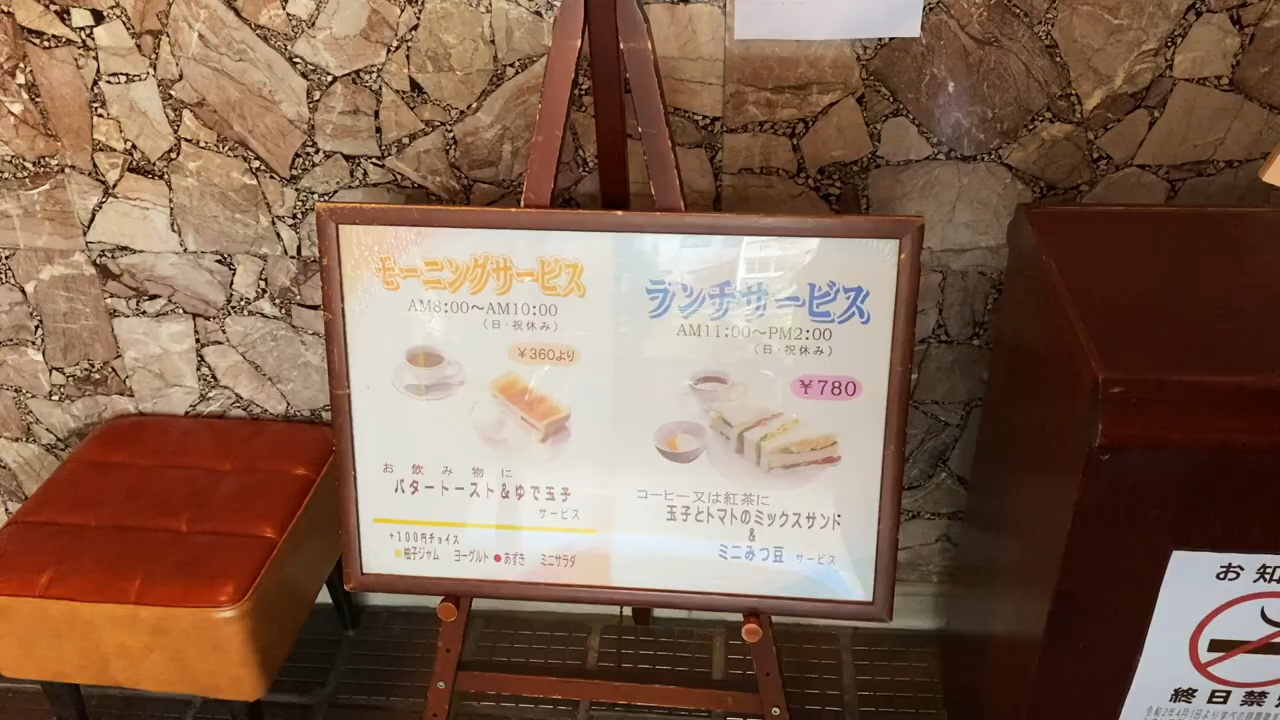 モーニングサービス
AM8:00～AM10:00
(日・祝休み)
￥360より
お飲み物に
バタートースト&ゆで玉子
サービス
+100円チョイス
柚子ジャム ヨーグルト あずき ミニサラダ
ランチサービス
AM11:00～PM2:00
(日・祝休み)
￥780
コーヒー又は紅茶に
玉子とトマトのミックスサンド
&
ミニみつ豆 サービス
お知
終日禁